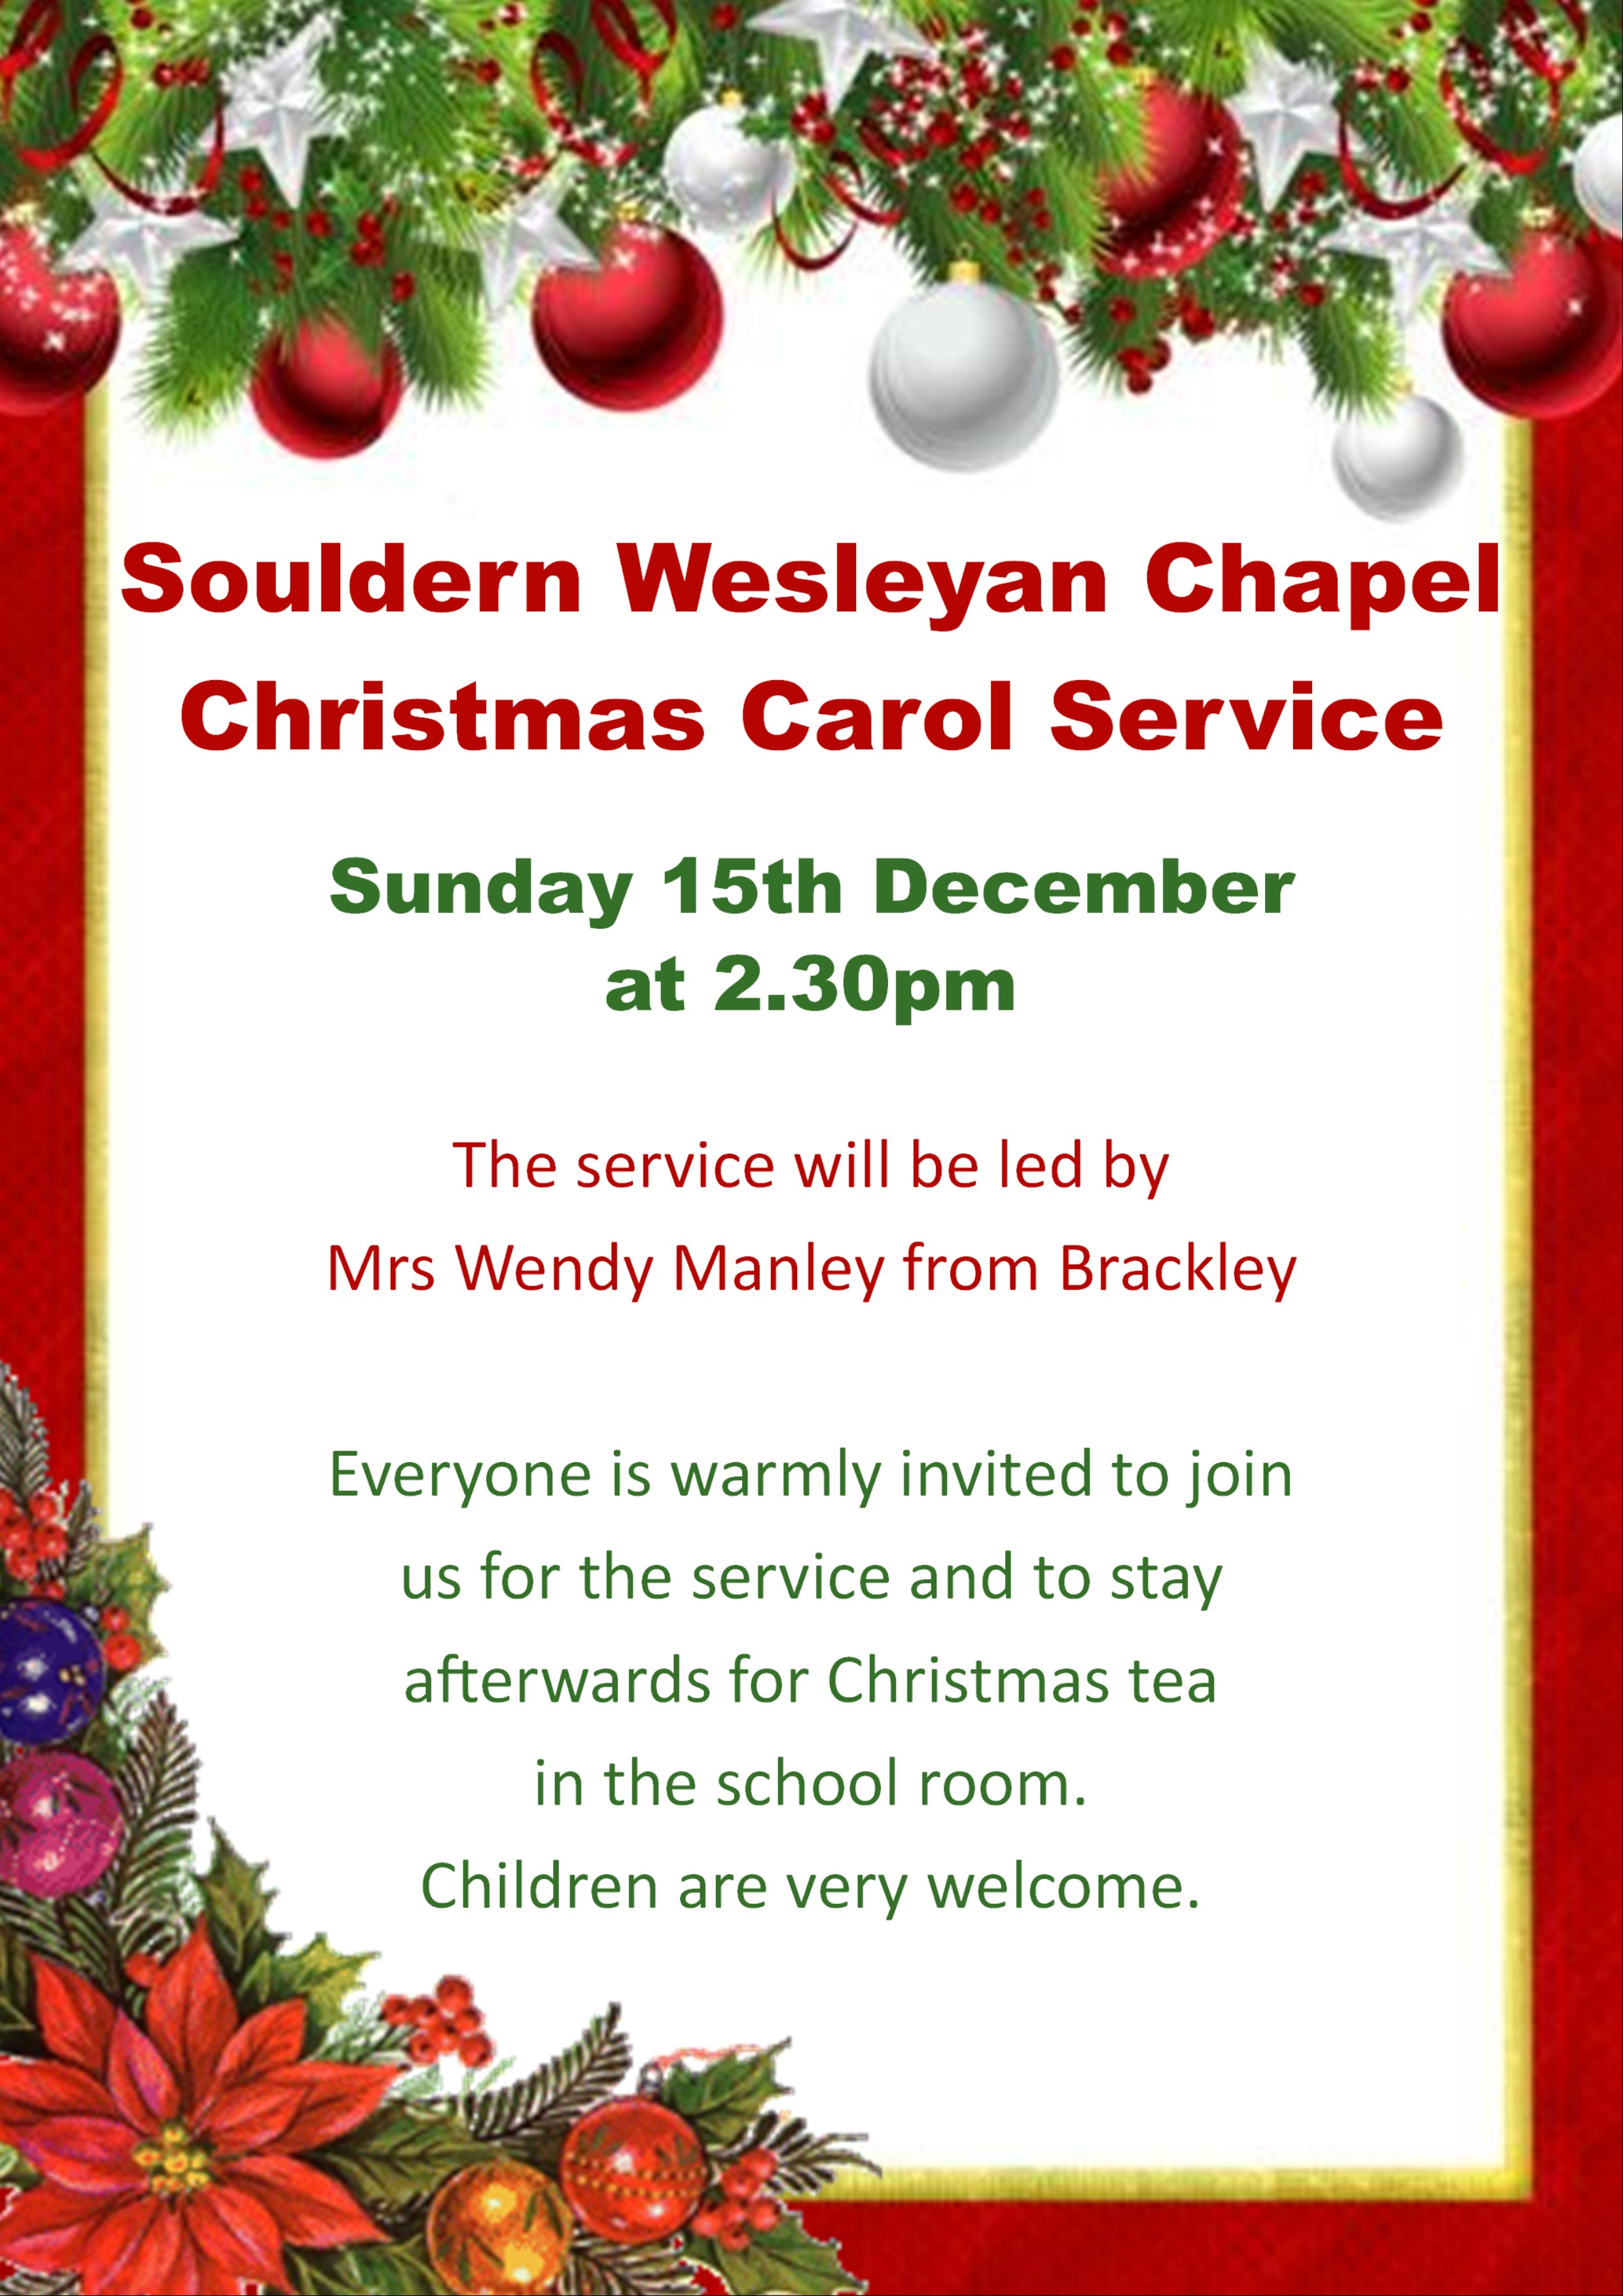 Souldern Wesleyan Chapel
Christmas Carol Service
Sunday 15th December
at 2.30pm
The service will be led by
Mrs Wendy Manley from Brackley
Everyone is warmly invited to join
us for the service and to stay
afterwards for Christmas tea
in the school room.
Children are very welcome.